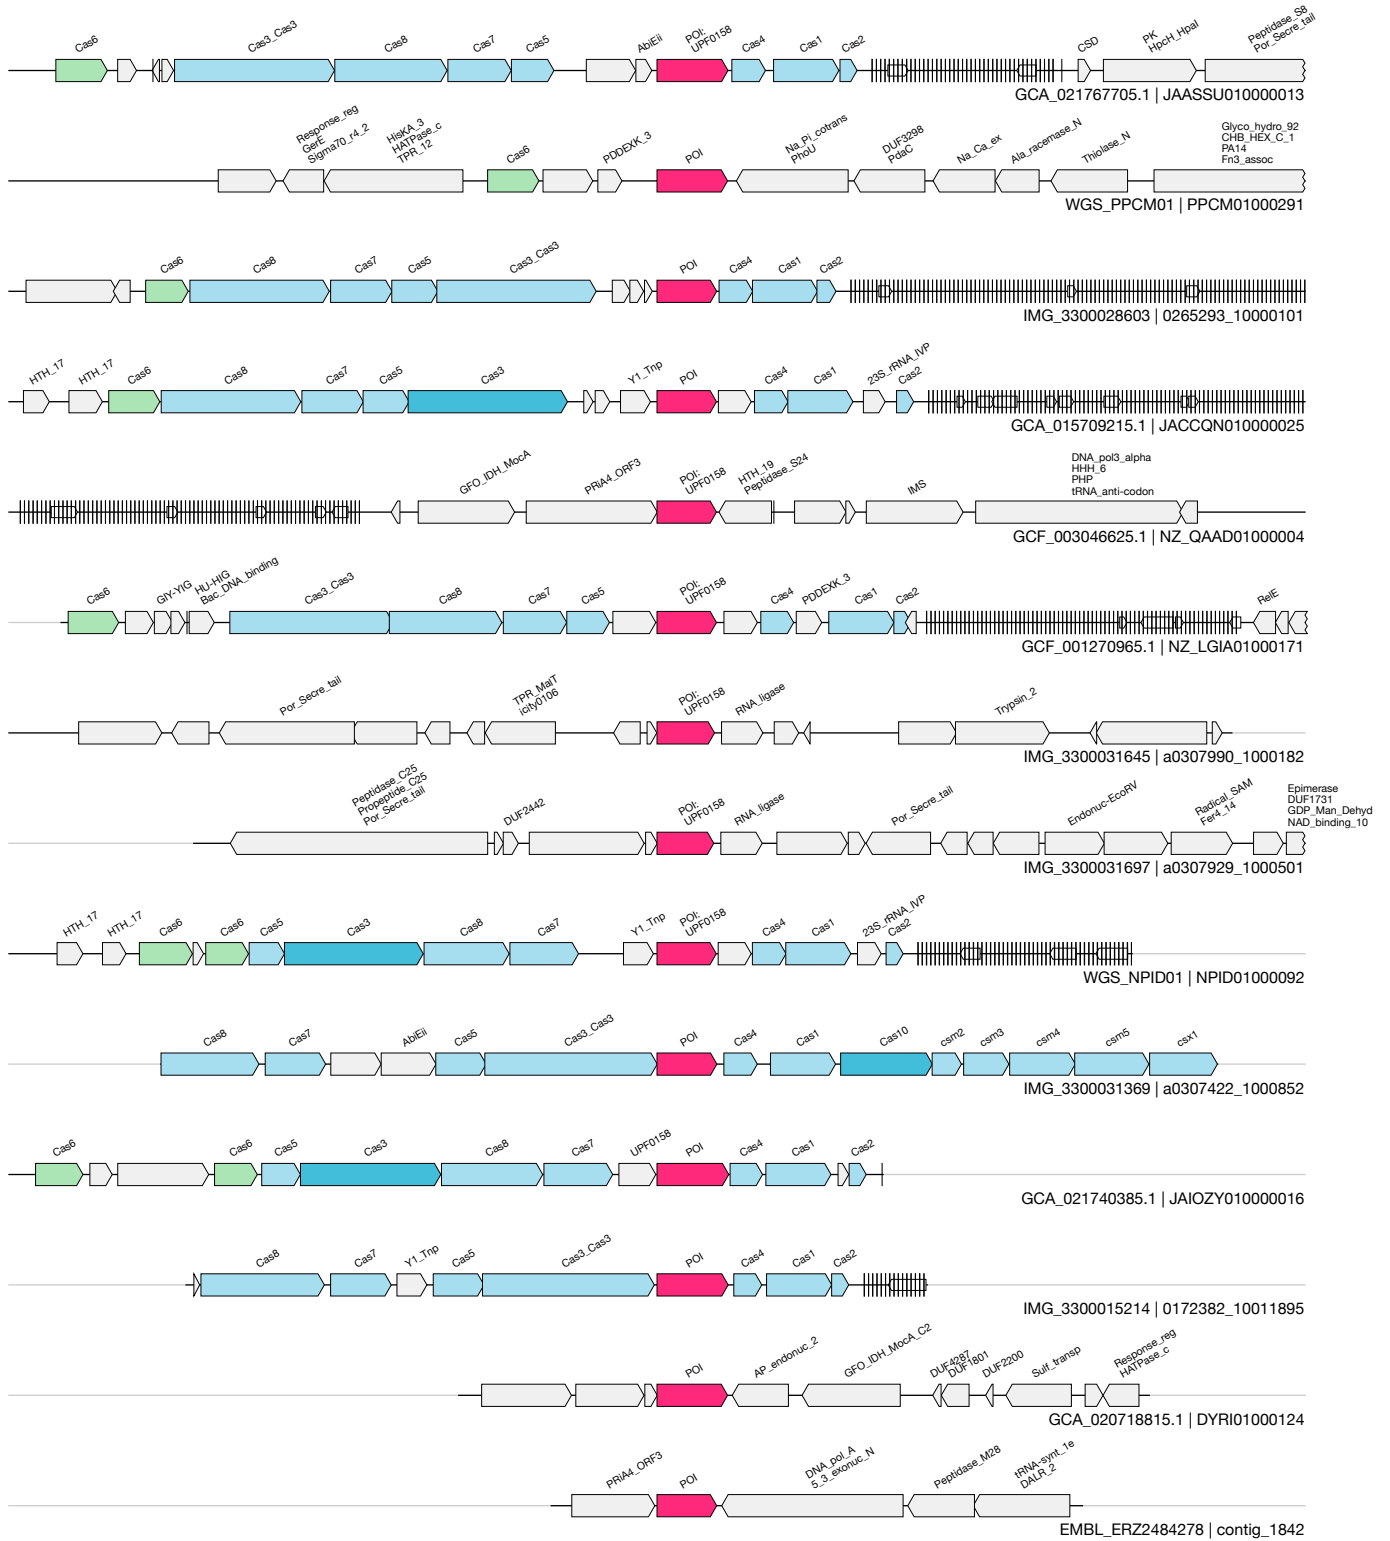 Cas6
Cas3_Cas3
Cas8
Cas7
Cas5
AbiEii
POI:
UPF0158
Cas4
Cas1
Cas2
CSD
PK
HpcH_HpaI
Peptidase_S8
Por_Secre_tail
GCA_021767705.1 | JAASSU010000013
Response_reg
GerE
Sigma70_r4_2
HisKA_3
HATPase_c
TPR_12
Cas6
PDDEXK_3
POI
Na_Pi_cotrans
PhoU
DUF3298
PdaC
Na_Ca_ex
Ala_racemase_N
Thiolase_N
Glyco_hydro_92
CHB_HEX_C_1
PA14
Fn3_assoc
WGS_PPCM01 | PPCM01000291
Cas6
Cas8
Cas7
Cas5
Cas3_Cas3
POI
Cas4
Cas1
Cas2
IMG_3300028603 | 0265293_10000101
HTH_17
HTH_17
Cas6
Cas8
Cas7
Cas5
Cas3
Y1_Tnp
POI
Cas4
Cas1
23S_rRNA_IVP
Cas2
GCA_015709215.1 | JACCQN010000025
GFO_IDH_MocA
PRiA4_ORF3
POI:
UPF0158
HTH_19
Peptidase_S24
IMS
DNA_pol3_alpha
HHH_6
PHP
tRNA_anti-codon
GCF_003046625.1 | NZ_QAAD01000004
Cas6
GIY-YIG
HU-HIG
Bac_DNA_binding
Cas3_Cas3
Cas8
Cas7
Cas5
POI:
UPF0158
Cas4
PDDEXK_3
Cas1
Cas2
RelE
GCF_001270965.1 | NZ_LGIA01000171
Por_Secre_tail
TPR_MalT
icity0106
POI:
UPF0158
RNA_ligase
Trypsin_2
IMG_3300031645 | a0307990_1000182
Peptidase_C25
Propeptide_C25
Por_Secre_tail
DUF2442
POI:
UPF0158
RNA_ligase
Por_Secre_tail
Endonuc-EcoRV
Radical_SAM
Fer4_14
Epimerase
DUF1731
GDP_Man_Dehyd
NAD_binding_10
IMG_3300031697 | a0307929_1000501
HTH_17
HTH_17
Cas6
Cas6
Cas5
Cas3
Cas8
Cas7
Y1_Tnp
POI:
UPF0158
Cas4
Cas1
23S_rRNA_IVP
Cas2
WGS_NPID01 | NPID01000092
Cas8
Cas7
AbiEii
Cas5
Cas3_Cas3
POI
Cas4
Cas1
Cas10
csm2
csm3
csm4
csm5
csx1
IMG_3300031369 | a0307422_1000852
Cas6
Cas6
Cas5
Cas3
Cas8
Cas7
UPF0158
POI
Cas4
Cas1
Cas2
GCA_021740385.1 | JAIOZY010000016
Cas8
Cas7
Y1_Tnp
Cas5
Cas3_Cas3
POI
Cas4
Cas1
Cas2
IMG_3300015214 | 0172382_10011895
POI
AP_endonuc_2
GFO_IDH_MocA_C2
DUF4287
DUF1801
DUF2200
Sulf_transp
Response_reg
HATPase_c
GCA_020718815.1 | DYRI01000124
PRiA4_ORF3
POI
DNA_pol_A
5_3_exonuc_N
Peptidase_M28
tRNA-synt_1e
DALR_2
EMBL_ERZ2484278 | contig_1842